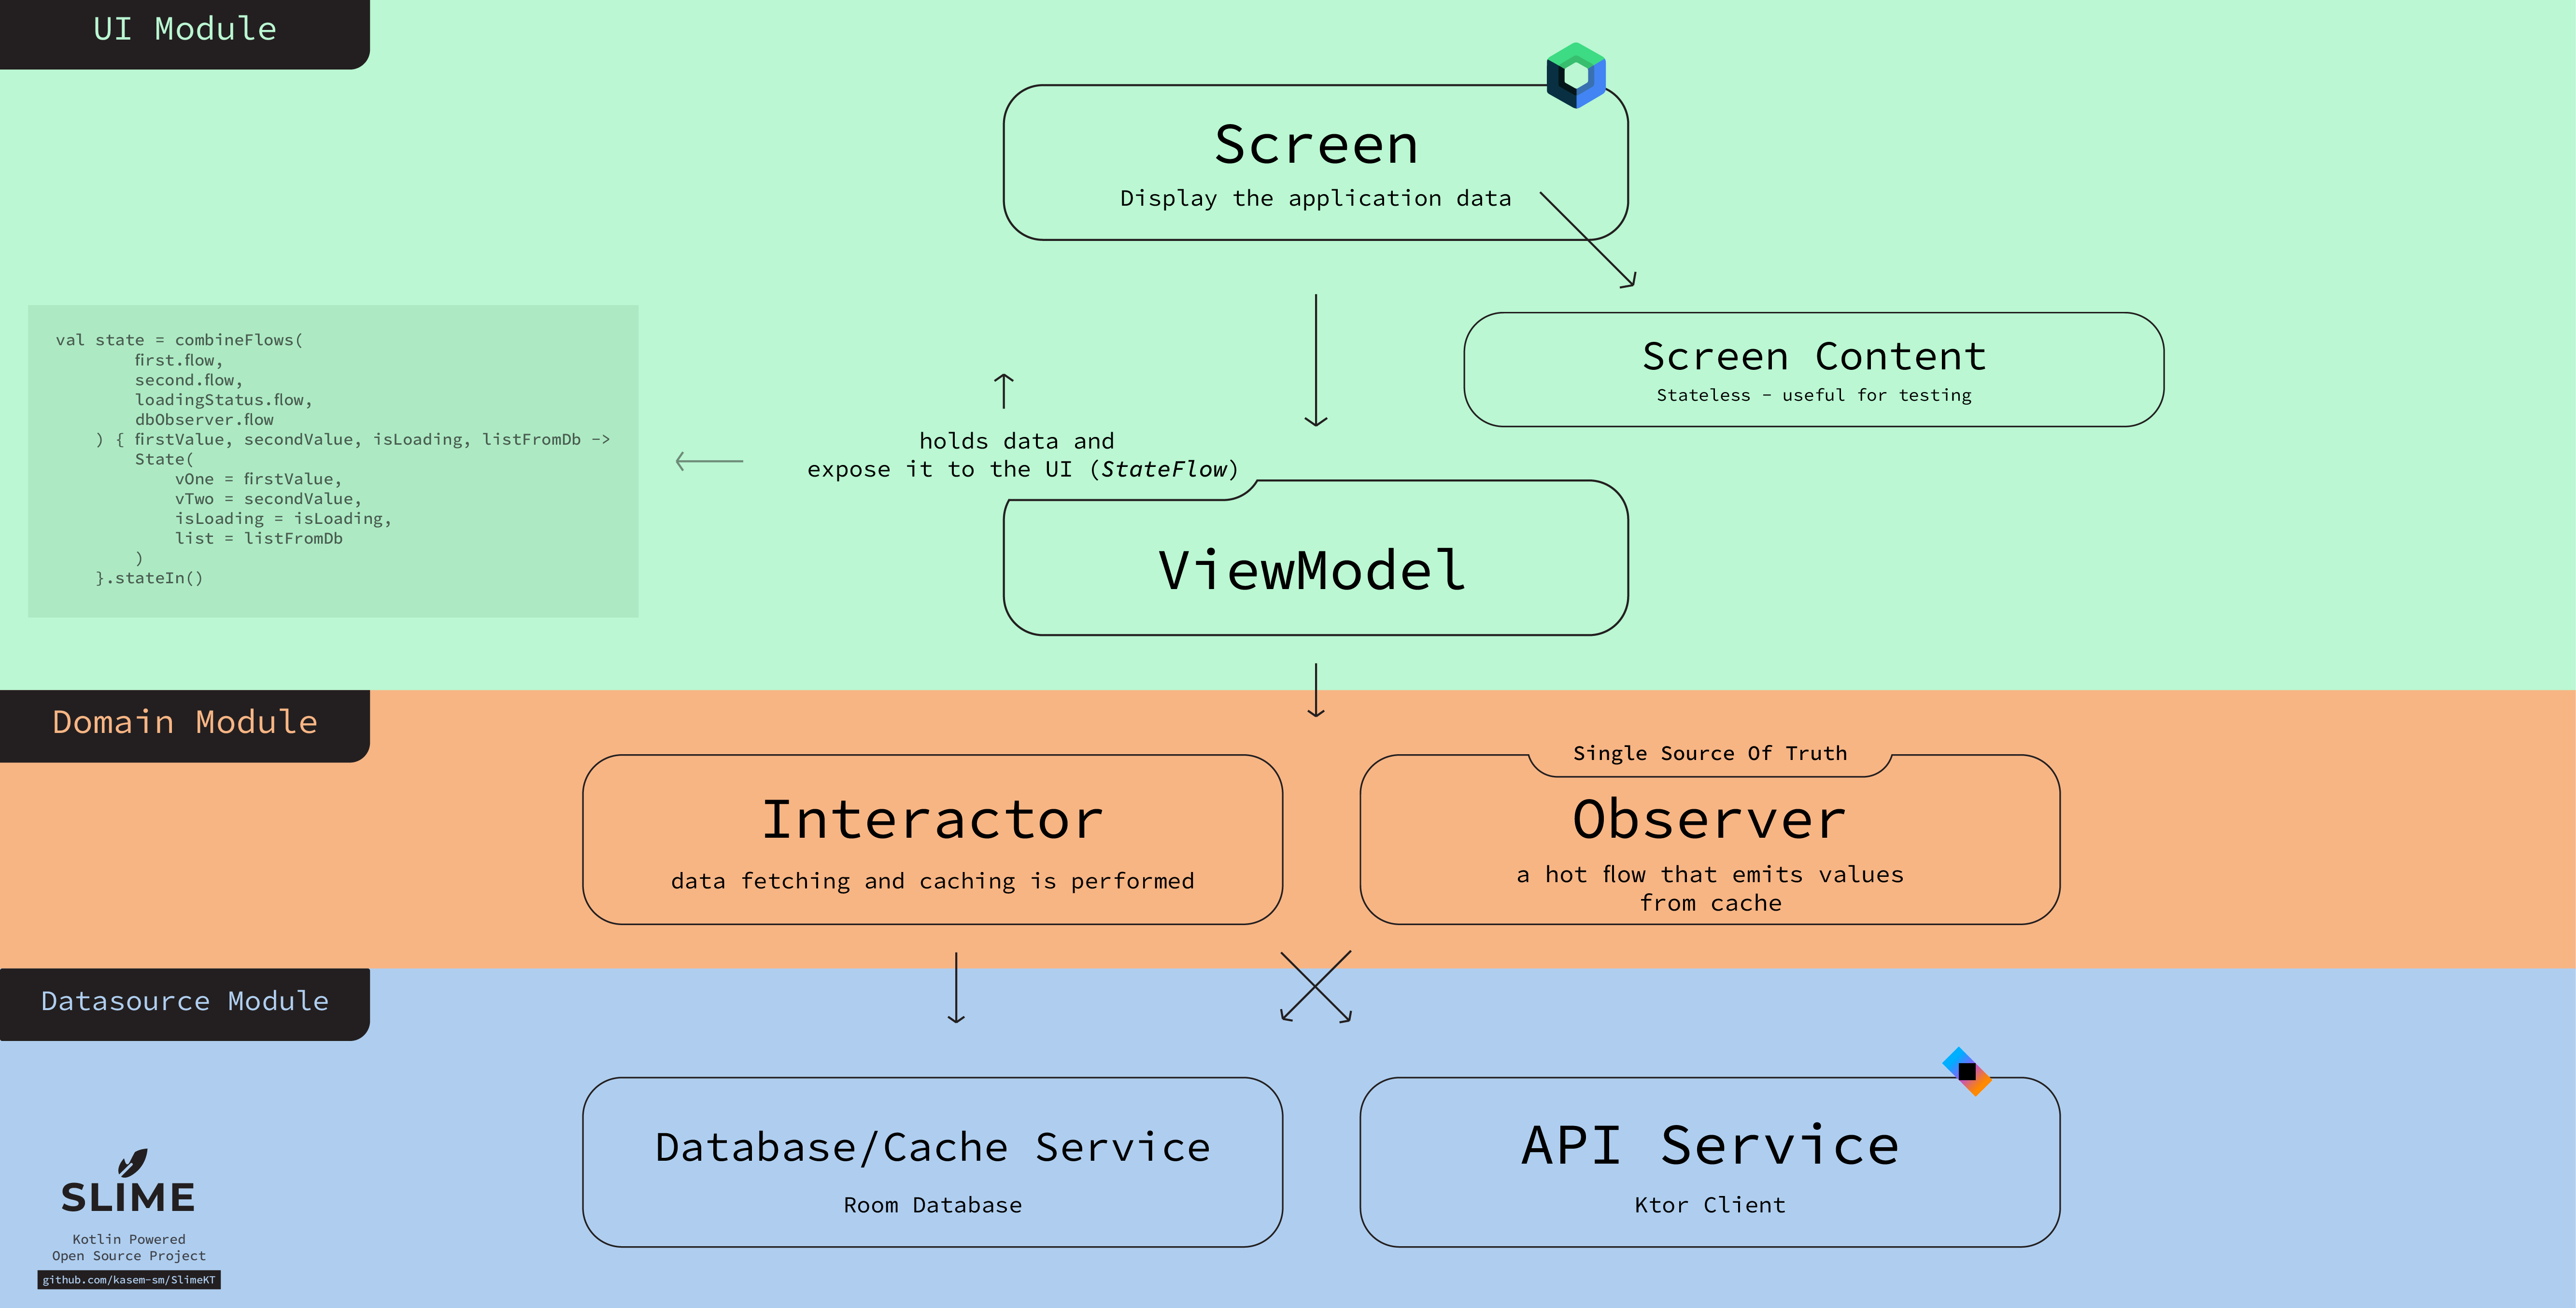 UI Module
Screen
Display the application data
Screen Content
Stateless - useful for testing
val state = combineFlows(
first.flow,
second.flow,
loadingStatus.flow,
dbObserver.flow
) { firstValue, secondValue, isLoading, listFromDb ->
State(
vOne = firstValue,
vTwo = secondValue,
isLoading = isLoading,
list = listFromDb
)
}.stateIn()
holds data and
expose it to the UI (StateFlow)
ViewModel
Domain Module
Interactor
data fetching and caching is performed
Single Source Of Truth
Observer
a hot flow that emits values
from cache
Datasource Module
Database/Cache Service
Room Database
API Service
Ktor Client
SLIME
Kotlin Powered
Open Source Project
github.com/kasem-sm/SlimeKT